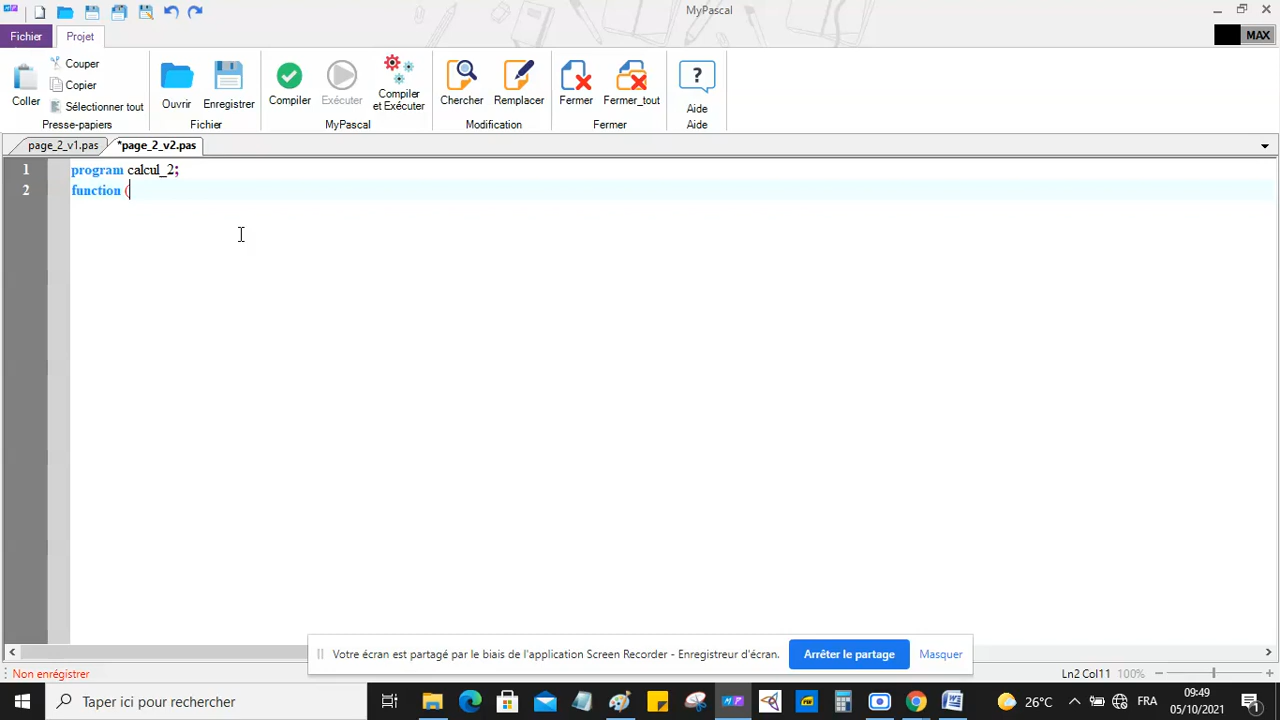 MyPascal
Fichier
Projet
MAX
Coller
Couper
Copier
Sélectionner tout
Presse-papiers
Ouvrir
Enregistrer
Fichier
Compiler
Exécuter
Compiler
et Exécuter
MyPascal
Chercher
Remplacer
Modification
Fermer
Fermer_tout
Fermer
?
Aide
Aide
page_2_v1.pas
*page_2_v2.pas
1 program calcul_2;
2 function (
Votre écran est partagé par le biais de l'application Screen Recorder - Enregistreur d'écran.
Arrêter le partage
Masquer
Non enrégistrer
Ln2 Col11
100%
Taper ici pour rechercher
26°C
FRA
09:49
05/10/2021
1